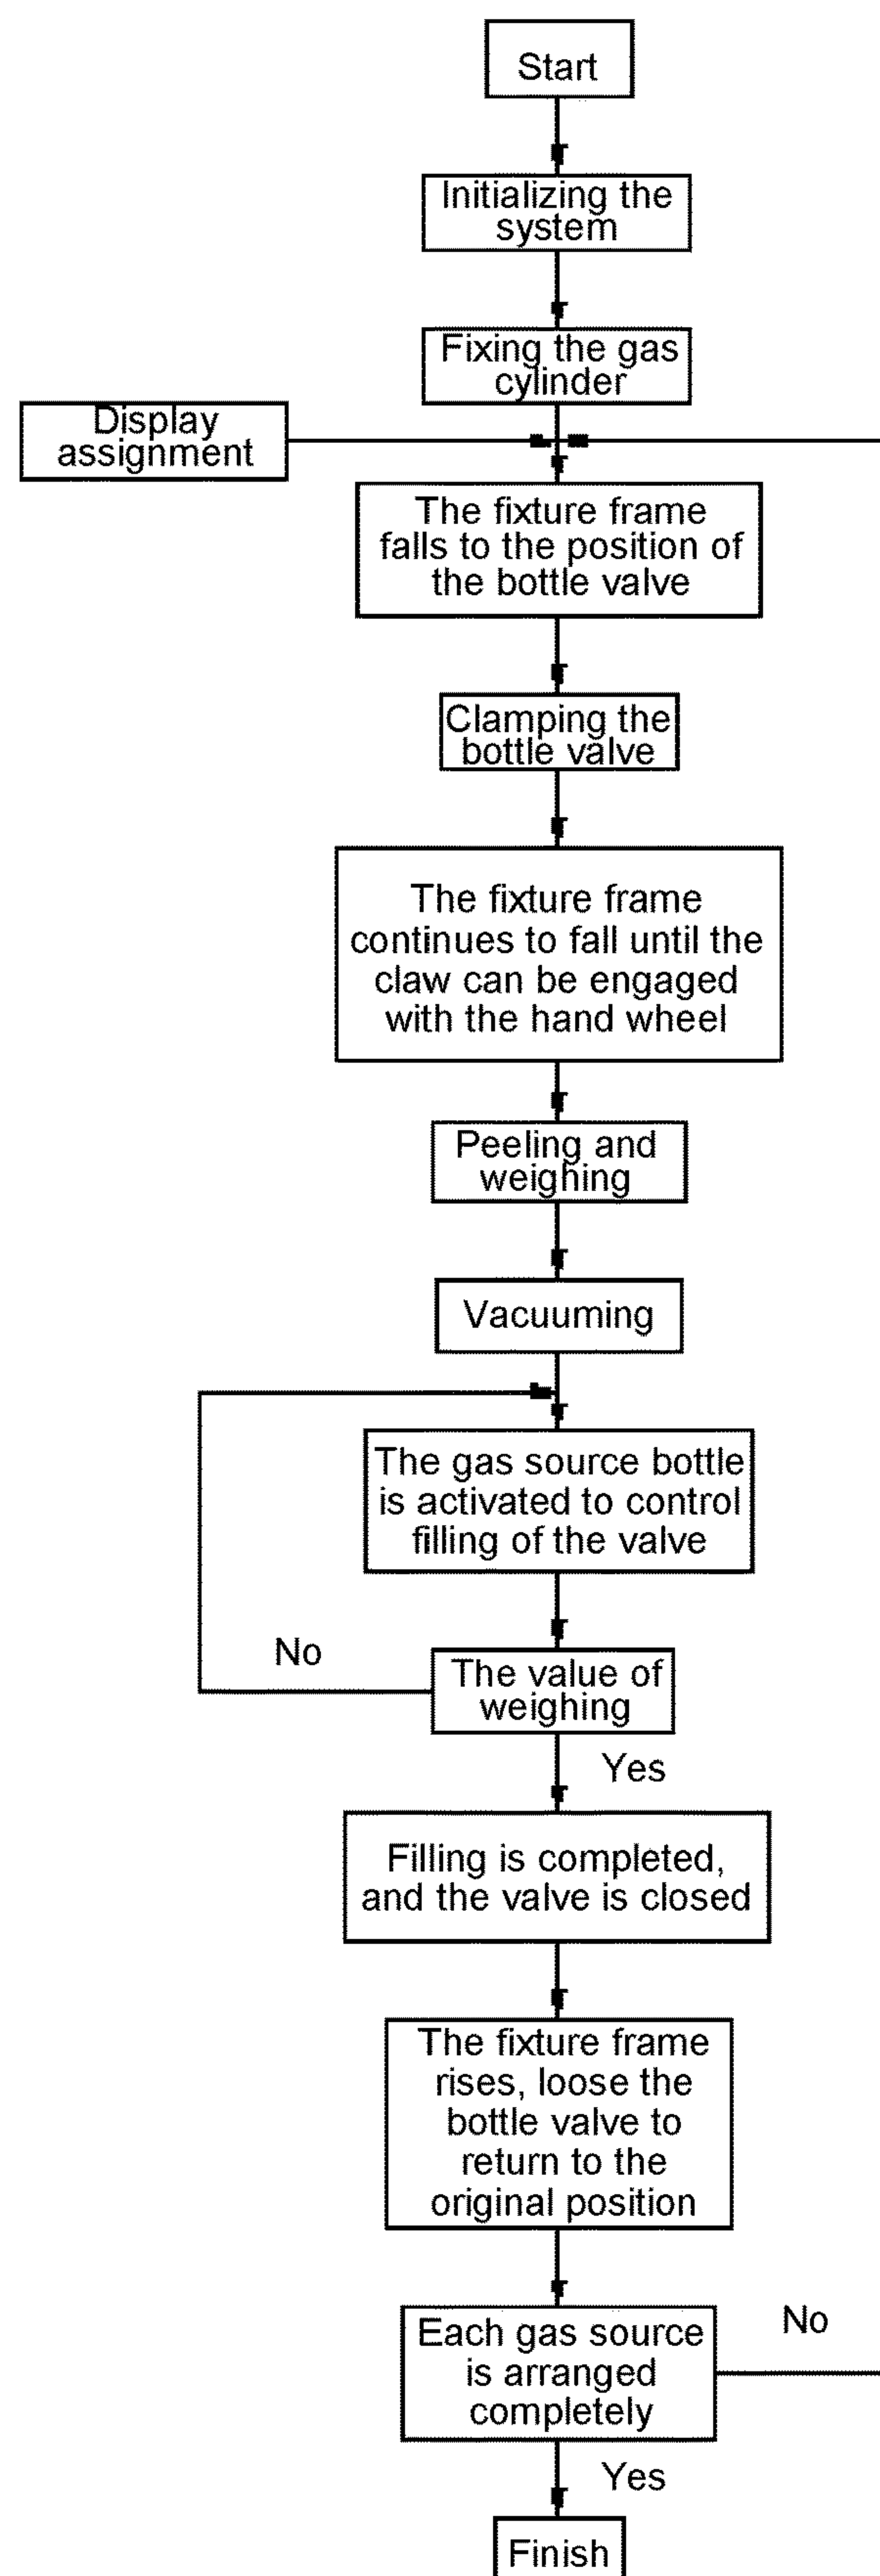 Start
Initializing the
system
Fixing the gas
cylinder
Display
assignment
The fixture frame
falls to the position of
the bottle valve
Clamping the
bottle valve
The fixture frame
continues to fall until the
claw can be engaged
with the hand wheel
Peeling and
weighing
Vacuuming
The gas source bottle
is activated to control
filling of the valve
No
The value of
weighing
Yes
Filling is completed,
and the valve is closed
The fixture frame
rises, loose the
bottle valve to
return to the
original position
Each gas source
is arranged
completely
No
Yes
Finish